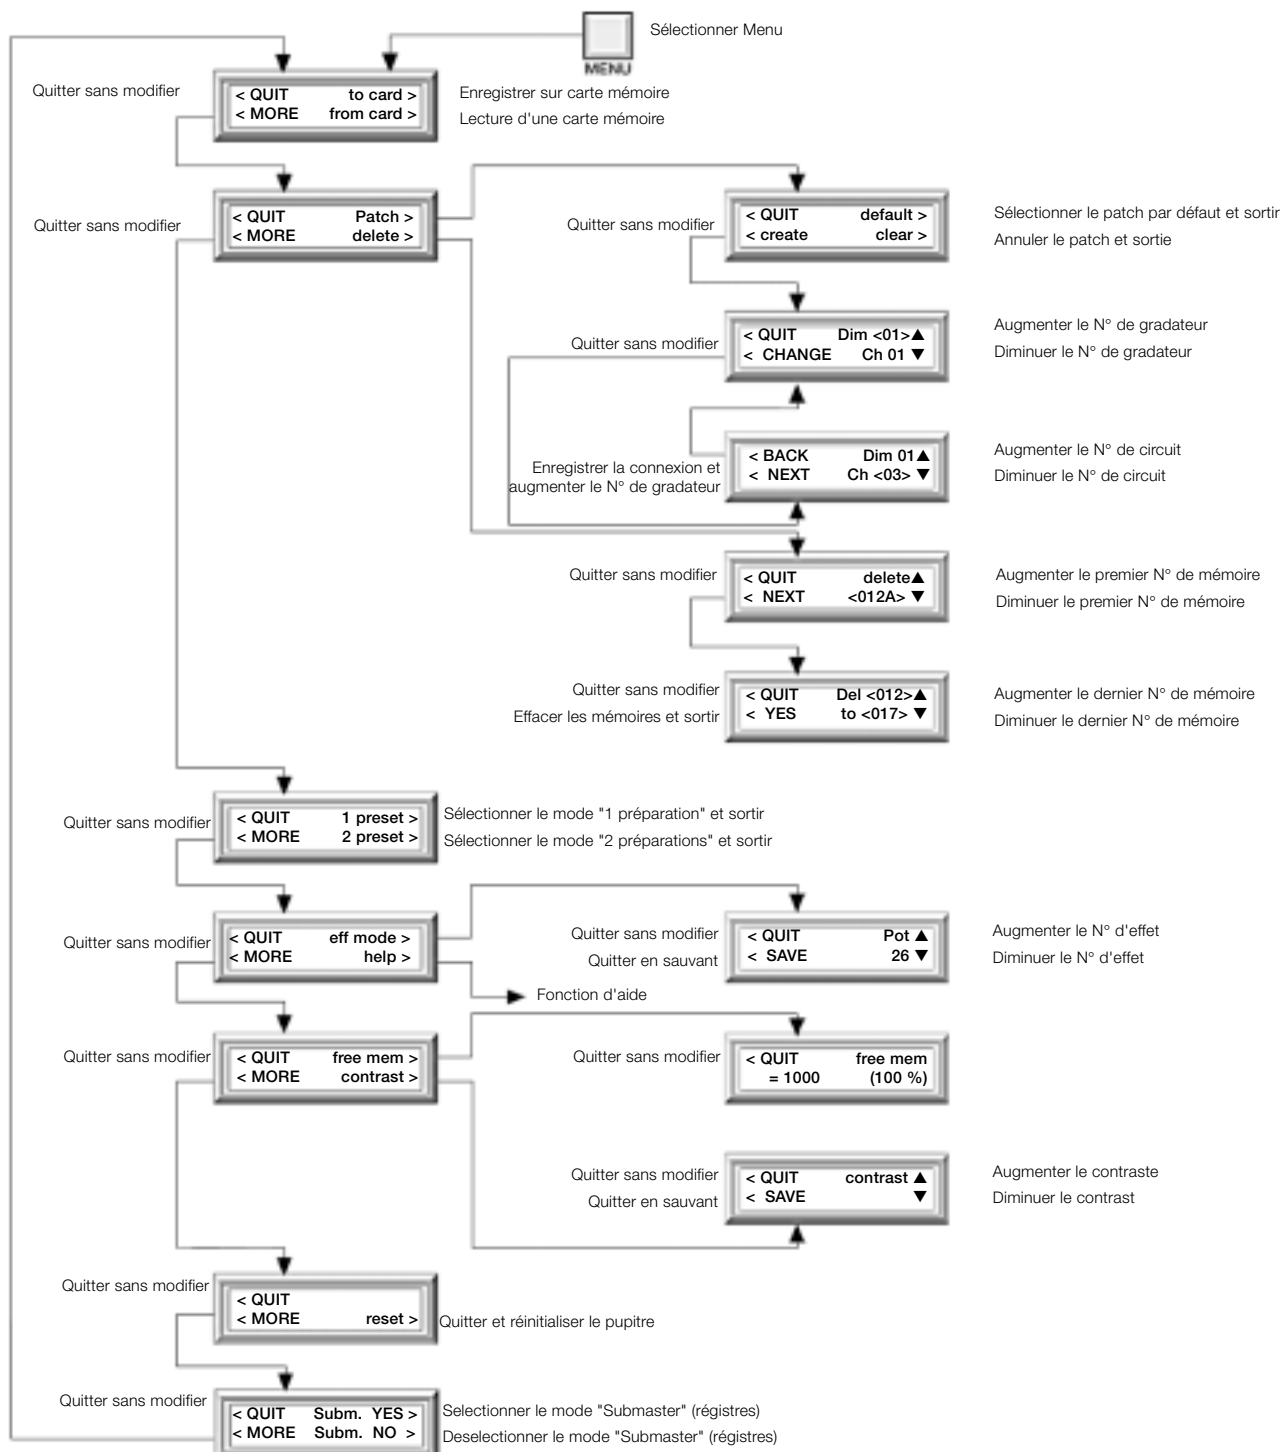 Sélectionner Menu
MENU
Quitter sans modifier
< QUIT to card >
< MORE from card >
Enregistrer sur carte mémoire
Lecture d'une carte mémoire
Quitter sans modifier
< QUIT Patch >
< MORE delete >
Quitter sans modifier
< QUIT default >
< create clear >
Sélectionner le patch par défaut et sortir
Annuler le patch et sortie
Quitter sans modifier
< QUIT Dim <01>▲
< CHANGE Ch 01 ▼
Augmenter le N° de gradateur
Diminuer le N° de gradateur
Enregistrer la connexion et
augmenter le N° de gradateur
< BACK Dim 01▲
< NEXT Ch <03> ▼
Augmenter le N° de circuit
Diminuer le N° de circuit
Quitter sans modifier
< QUIT delete▲
< NEXT <012A> ▼
Augmenter le premier N° de mémoire
Diminuer le premier N° de mémoire
Quitter sans modifier
Effacer les mémoires et sortir
< QUIT Del <012>▲
< YES to <017> ▼
Augmenter le dernier N° de mémoire
Diminuer le dernier N° de mémoire
Quitter sans modifier
< QUIT 1 preset >
< MORE 2 preset >
Sélectionner le mode "1 préparation" et sortir
Sélectionner le mode "2 préparations" et sortir
Quitter sans modifier
< QUIT eff mode >
< MORE help >
Quitter sans modifier
Quitter en sauvant
< QUIT Pot ▲
< SAVE 26 ▼
Augmenter le N° d'effet
Diminuer le N° d'effet
Fonction d'aide
Quitter sans modifier
< QUIT free mem >
< MORE contrast >
Quitter sans modifier
< QUIT free mem
= 1000 (100 %)
Quitter sans modifier
Quitter en sauvant
< QUIT contrast ▲
< SAVE ▼
Augmenter le contraste
Diminuer le contrast
Quitter sans modifier
< QUIT
< MORE reset >
Quitter et réinitialiser le pupitre
Quitter sans modifier
< QUIT Subm. YES >
< MORE Subm. NO >
Selectionner le mode "Submaster" (régistres)
Deselectionner le mode "Submaster" (régistres)